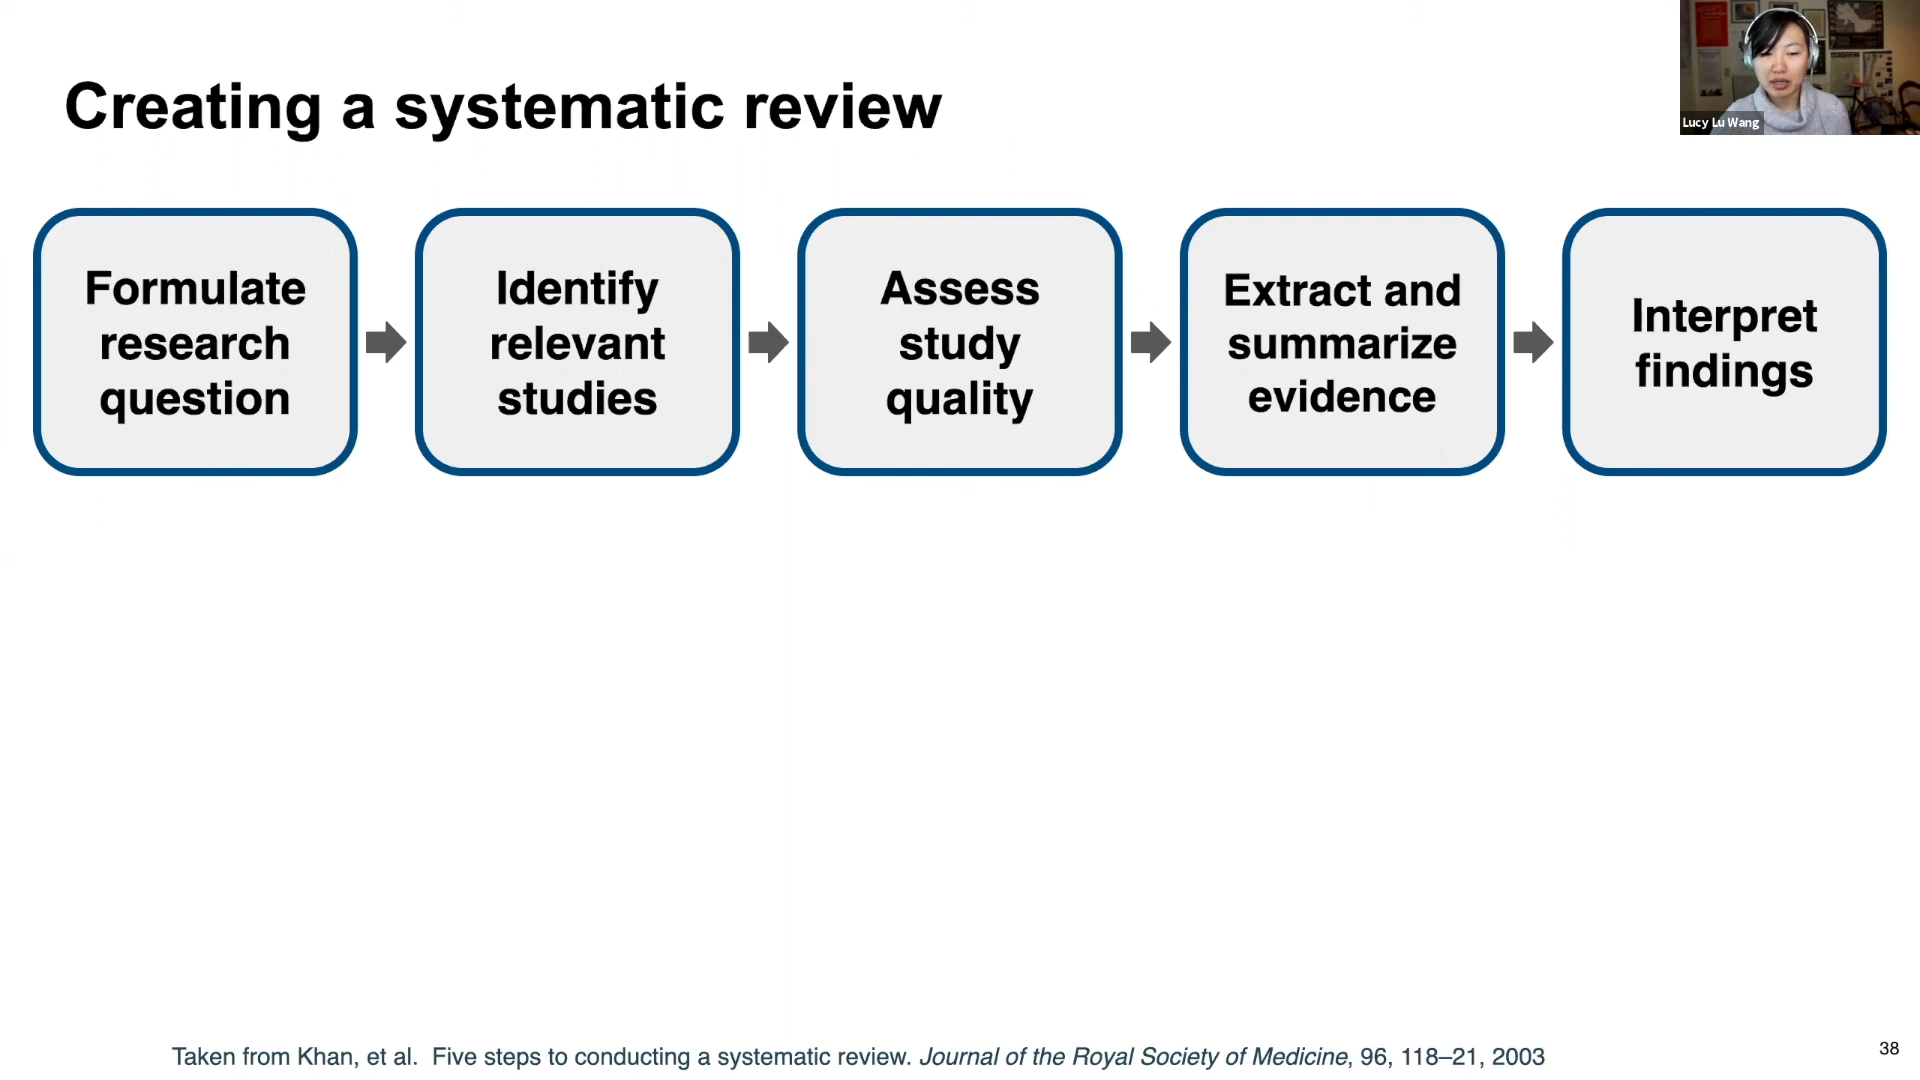 Creating a systematic review
Lucy Lu Wang
Formulate
research
question
Identify
relevant
studies
Assess
study
quality
Extract and
summarize
evidence
Interpret
findings
Taken from Khan, et al.  Five steps to conducting a systematic review. Journal of the Royal Society of Medicine, 96, 118–21, 2003
38